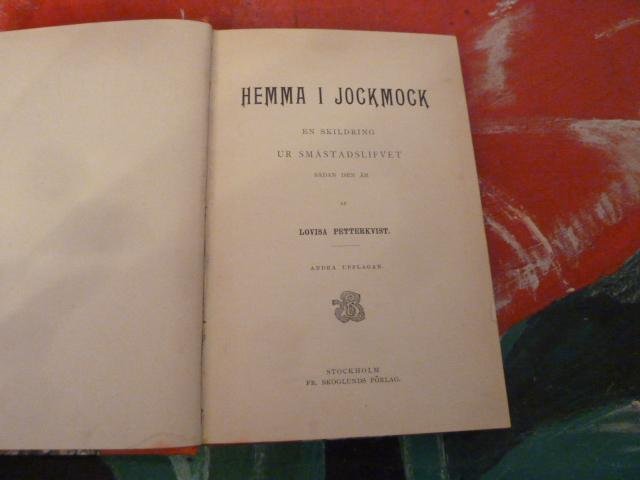 HEMMA I JOCKMOCK
EN SKILDRING
UR SMÅSTADSLIFVET
SÅDAN DEN ÄR
AF
LOVISA PETTERKVIST.
ANDRA UPPLAGAN.
STOCKHOLM
FR. SKOGLUNDS FÖRLAG.